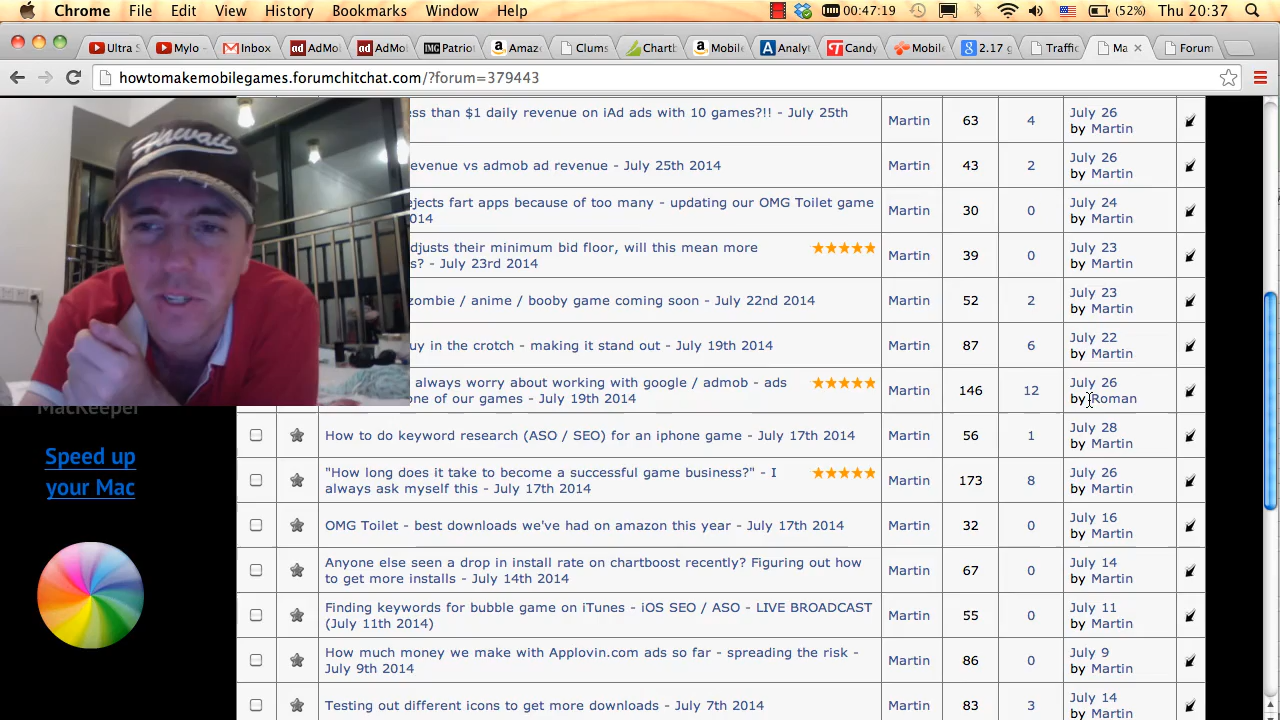 Chrome File Edit View History Bookmarks Window Help 00:47:19 (52%) Thu 20:37
Ultra Mylo - Inbox AdMo AdMo Patrio Amaz Clums Chartb Mobile Analyt Candy Mobile 2.17 g Traffi Ma Forum
howtomakemobilegames.forumchitchat.com/?forum=379443
ess than $1 daily revenue on iAd ads with 10 games?!! - July 25th
Martin 63 4 July 26
by Martin
evenue vs admob ad revenue - July 25th 2014 Martin 43 2 July 26
by Martin
ejects fart apps because of too many - updating our OMG Toilet game
014 Martin 30 0 July 24
by Martin
djusts their minimum bid floor, will this mean more
s? - July 23rd 2014 Martin 39 0 July 23
by Martin
zombie / anime / booby game coming soon - July 22nd 2014 Martin 52 2 July 23
by Martin
uy in the crotch - making it stand out - July 19th 2014 Martin 87 6 July 22
by Martin
always worry about working with google / admob - ads
one of our games - July 19th 2014 Martin 146 12 July 26
by Roman
MacKeeper
Speed up
your Mac
How to do keyword research (ASO / SEO) for an iphone game - July 17th 2014 Martin 56 1 July 28
by Martin
"How long does it take to become a successful game business?" - I
always ask myself this - July 17th 2014 Martin 173 8 July 26
by Martin
OMG Toilet - best downloads we've had on amazon this year - July 17th 2014 Martin 32 0 July 16
by Martin
Anyone else seen a drop in install rate on chartboost recently? Figuring out how
to get more installs - July 14th 2014 Martin 67 0 July 14
by Martin
Finding keywords for bubble game on iTunes - iOS SEO / ASO - LIVE BROADCAST
(July 11th 2014) Martin 55 0 July 11
by Martin
How much money we make with Applovin.com ads so far - spreading the risk -
July 9th 2014 Martin 86 0 July 9
by Martin
Testing out different icons to get more downloads - July 7th 2014 Martin 83 3 July 14
by Martin
Hawaii